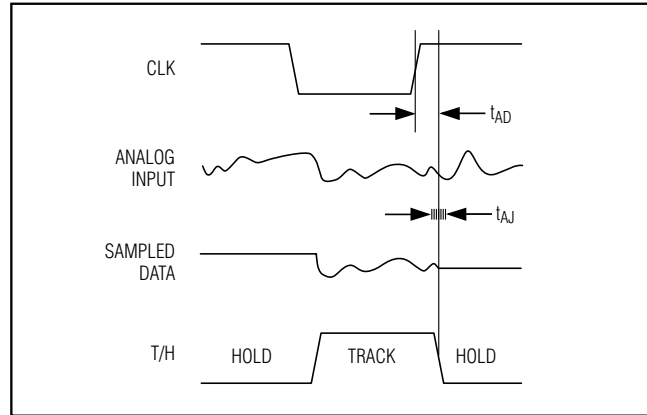 CLK
tAD
ANALOG
INPUT
tAJ
SAMPLED
DATA
T/H
HOLD
TRACK
HOLD